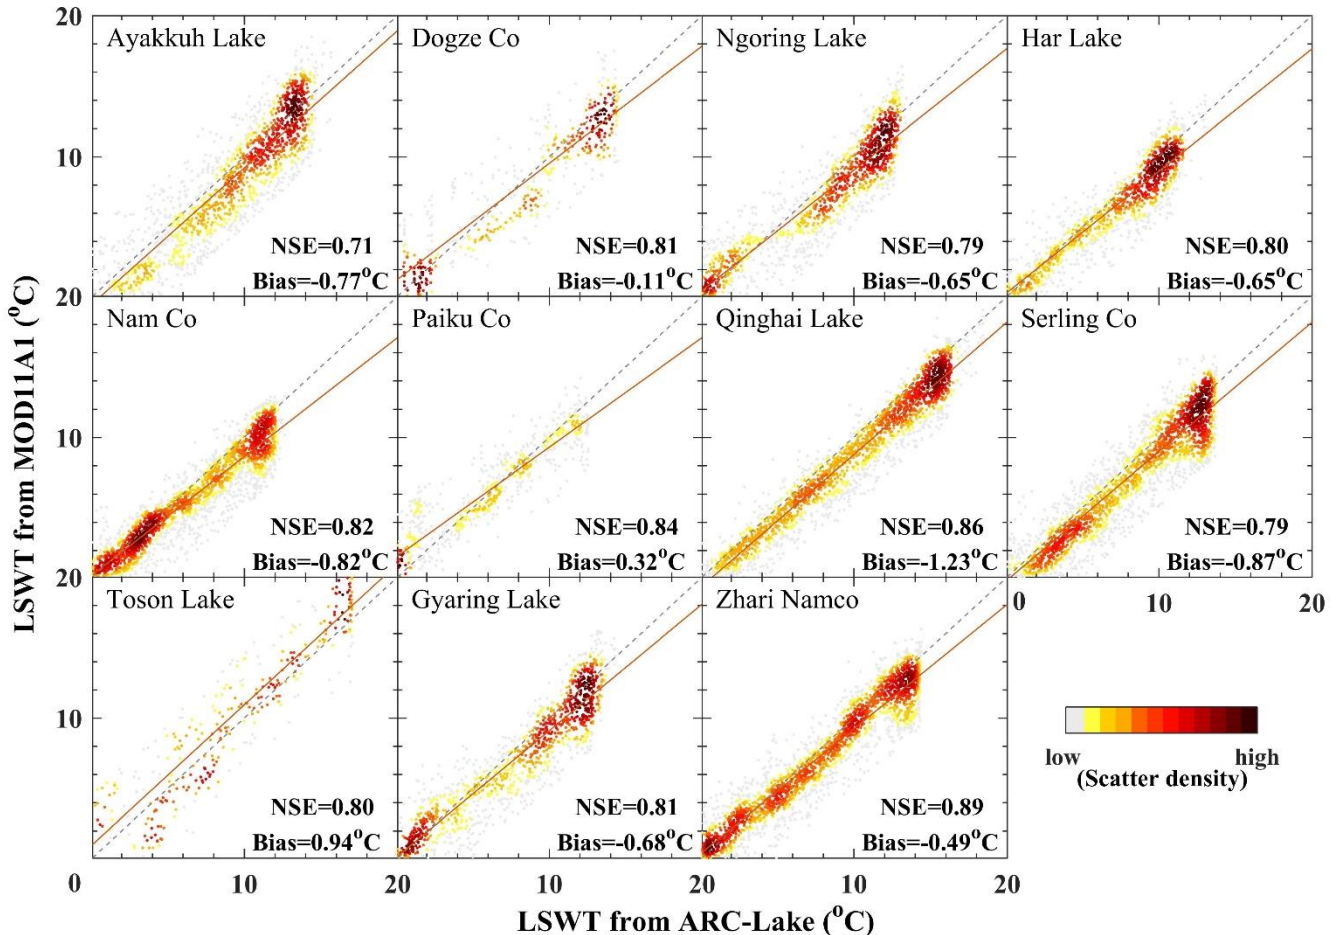 20
Ayakkuh Lake
NSE=0.71
Bias=-0.77°C
Dogze Co
NSE=0.81
Bias=-0.11°C
Ngoring Lake
NSE=0.79
Bias=-0.65°C
Har Lake
NSE=0.80
Bias=-0.65°C
10
20
Nam Co
NSE=0.82
Bias=-0.82°C
Paiku Co
NSE=0.84
Bias=0.32°C
Qinghai Lake
NSE=0.86
Bias=-1.23°C
Serling Co
NSE=0.79
Bias=-0.87°C
10
0 10 20
20
Toson Lake
NSE=0.80
Bias=0.94°C
Gyaring Lake
NSE=0.81
Bias=-0.68°C
Zhari Namco
NSE=0.89
Bias=-0.49°C
10
low high
(Scatter density)
0 10 20 10 20 10 20
LSWT from MOD11A1 (°C)
LSWT from ARC-Lake (°C)